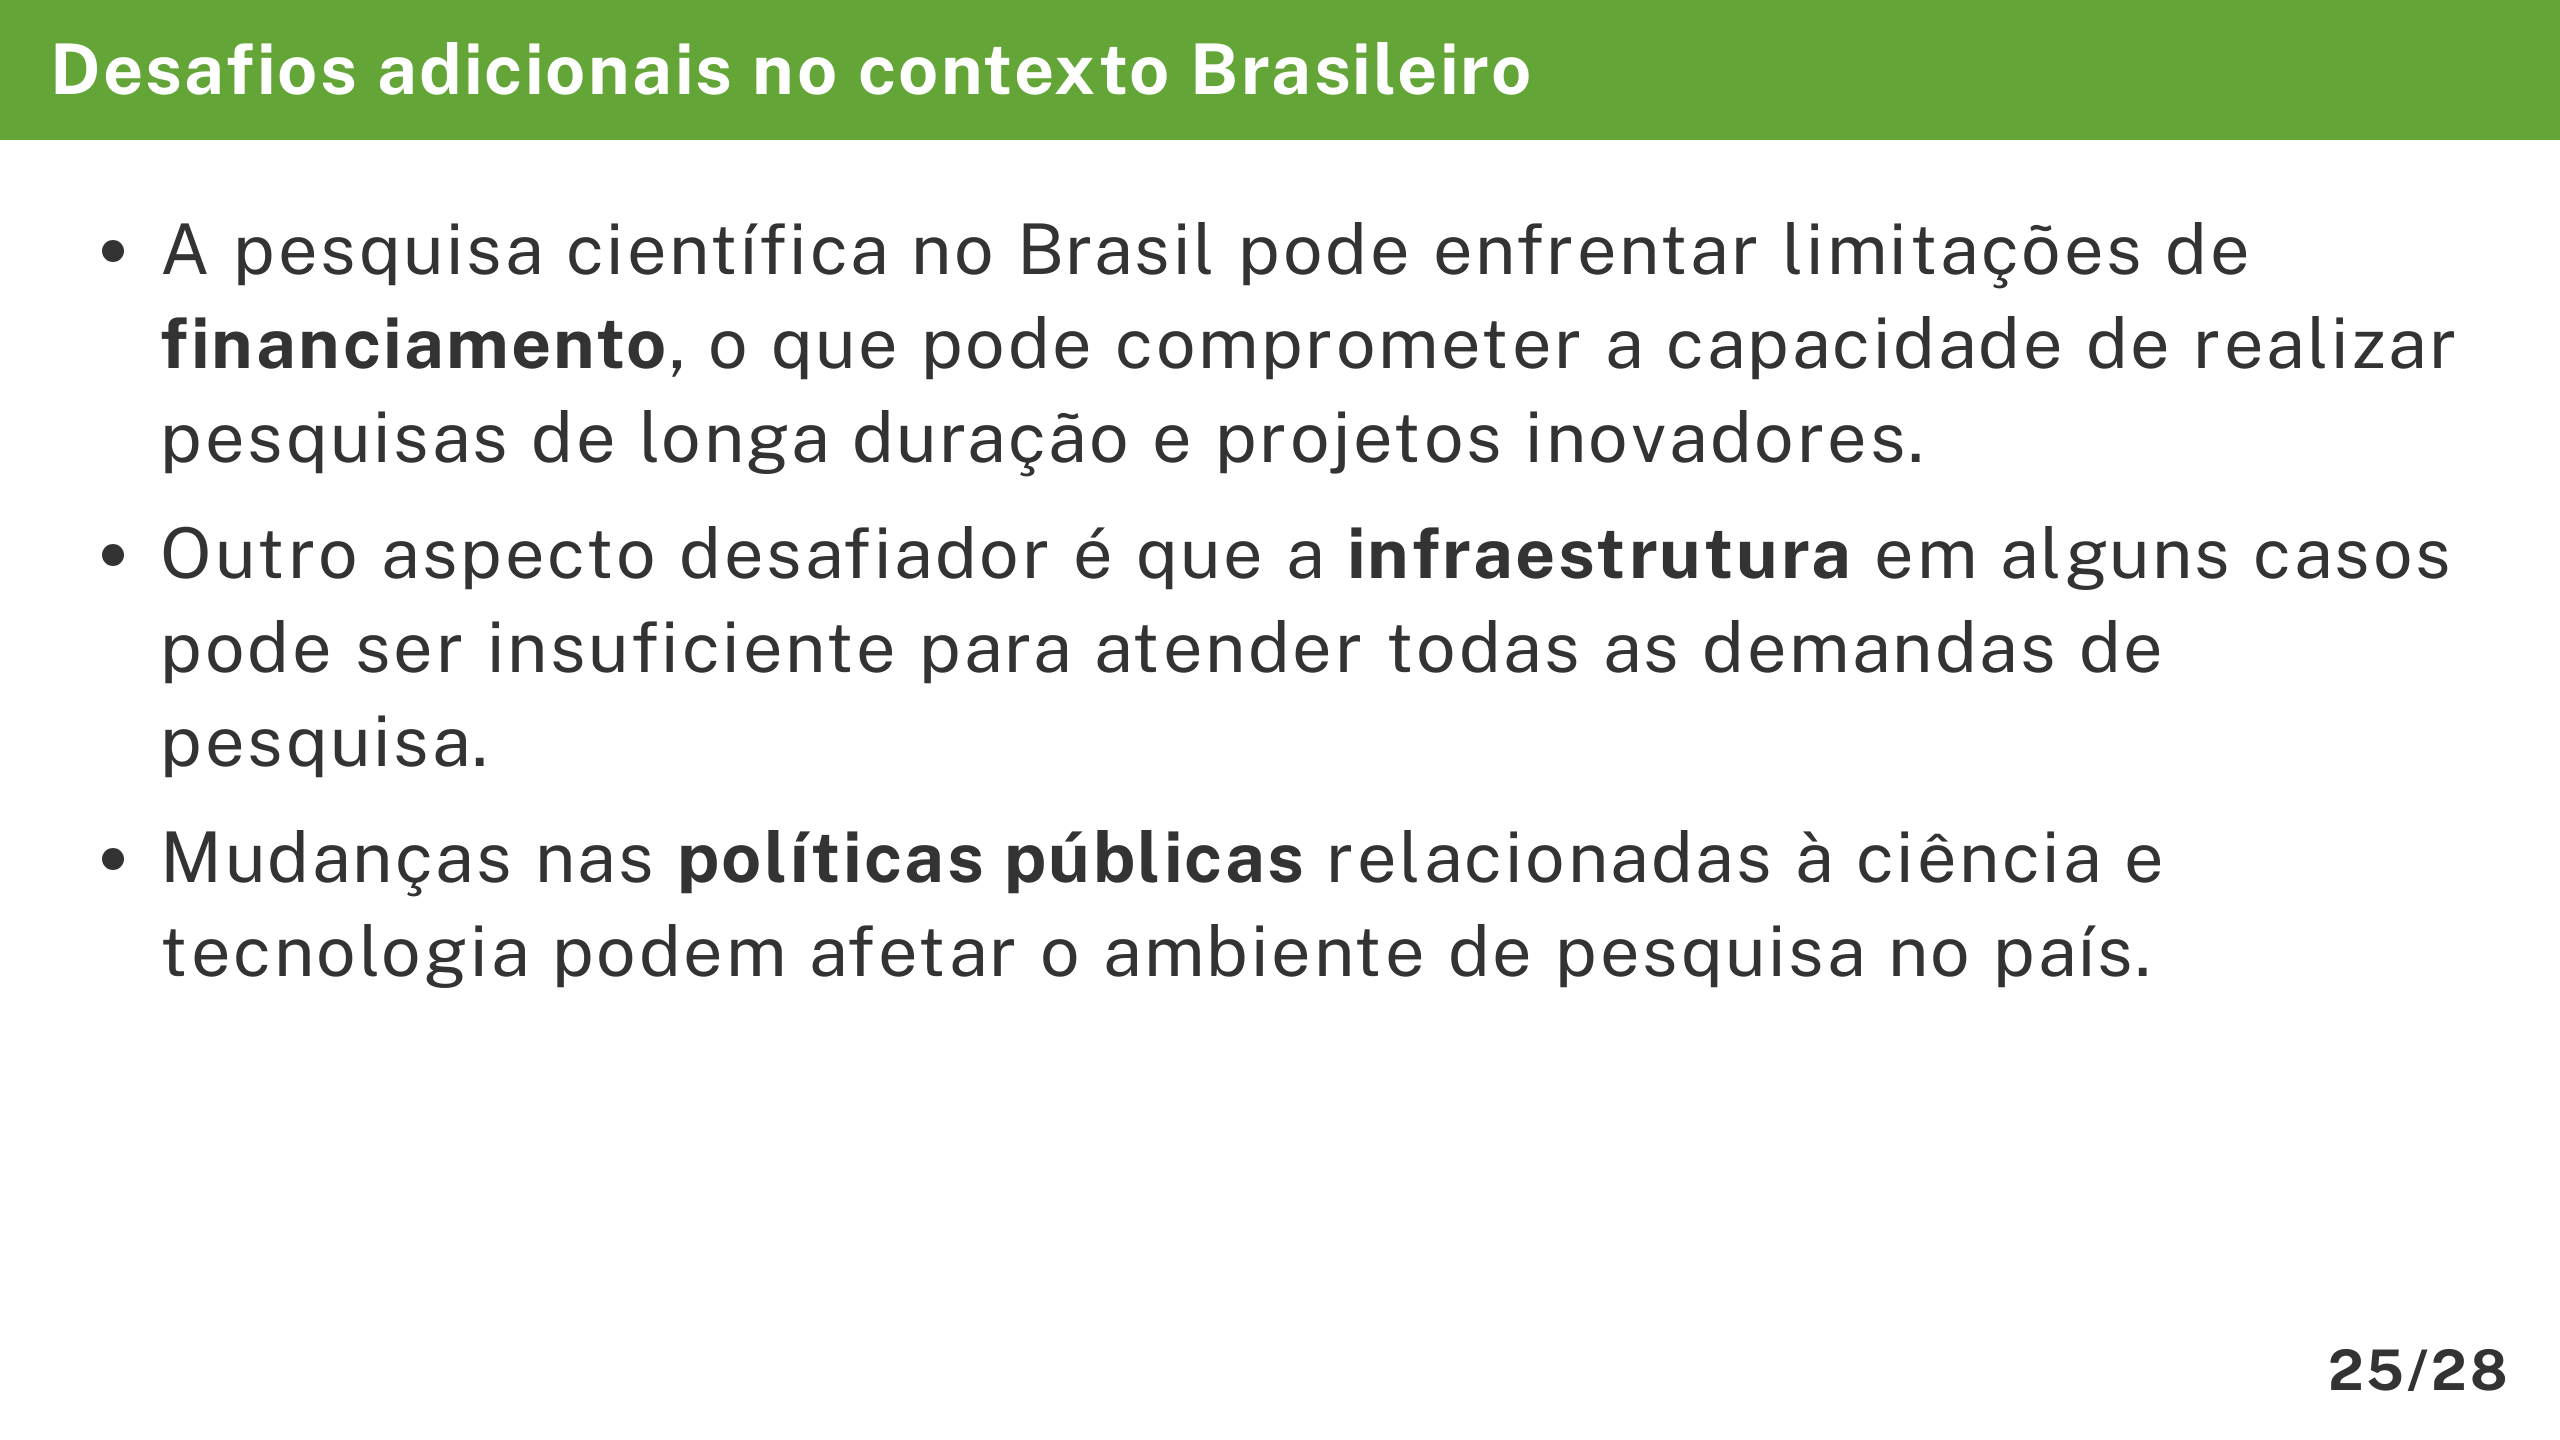 Desafios adicionais no contexto Brasileiro
• A pesquisa científica no Brasil pode enfrentar limitações de
financiamento, o que pode comprometer a capacidade de realizar
pesquisas de longa duração e projetos inovadores.
• Outro aspecto desafiador é que a infraestrutura em alguns casos
pode ser insuficiente para atender todas as demandas de
pesquisa.
• Mudanças nas políticas públicas relacionadas à ciência e
tecnologia podem afetar o ambiente de pesquisa no país.
25/28